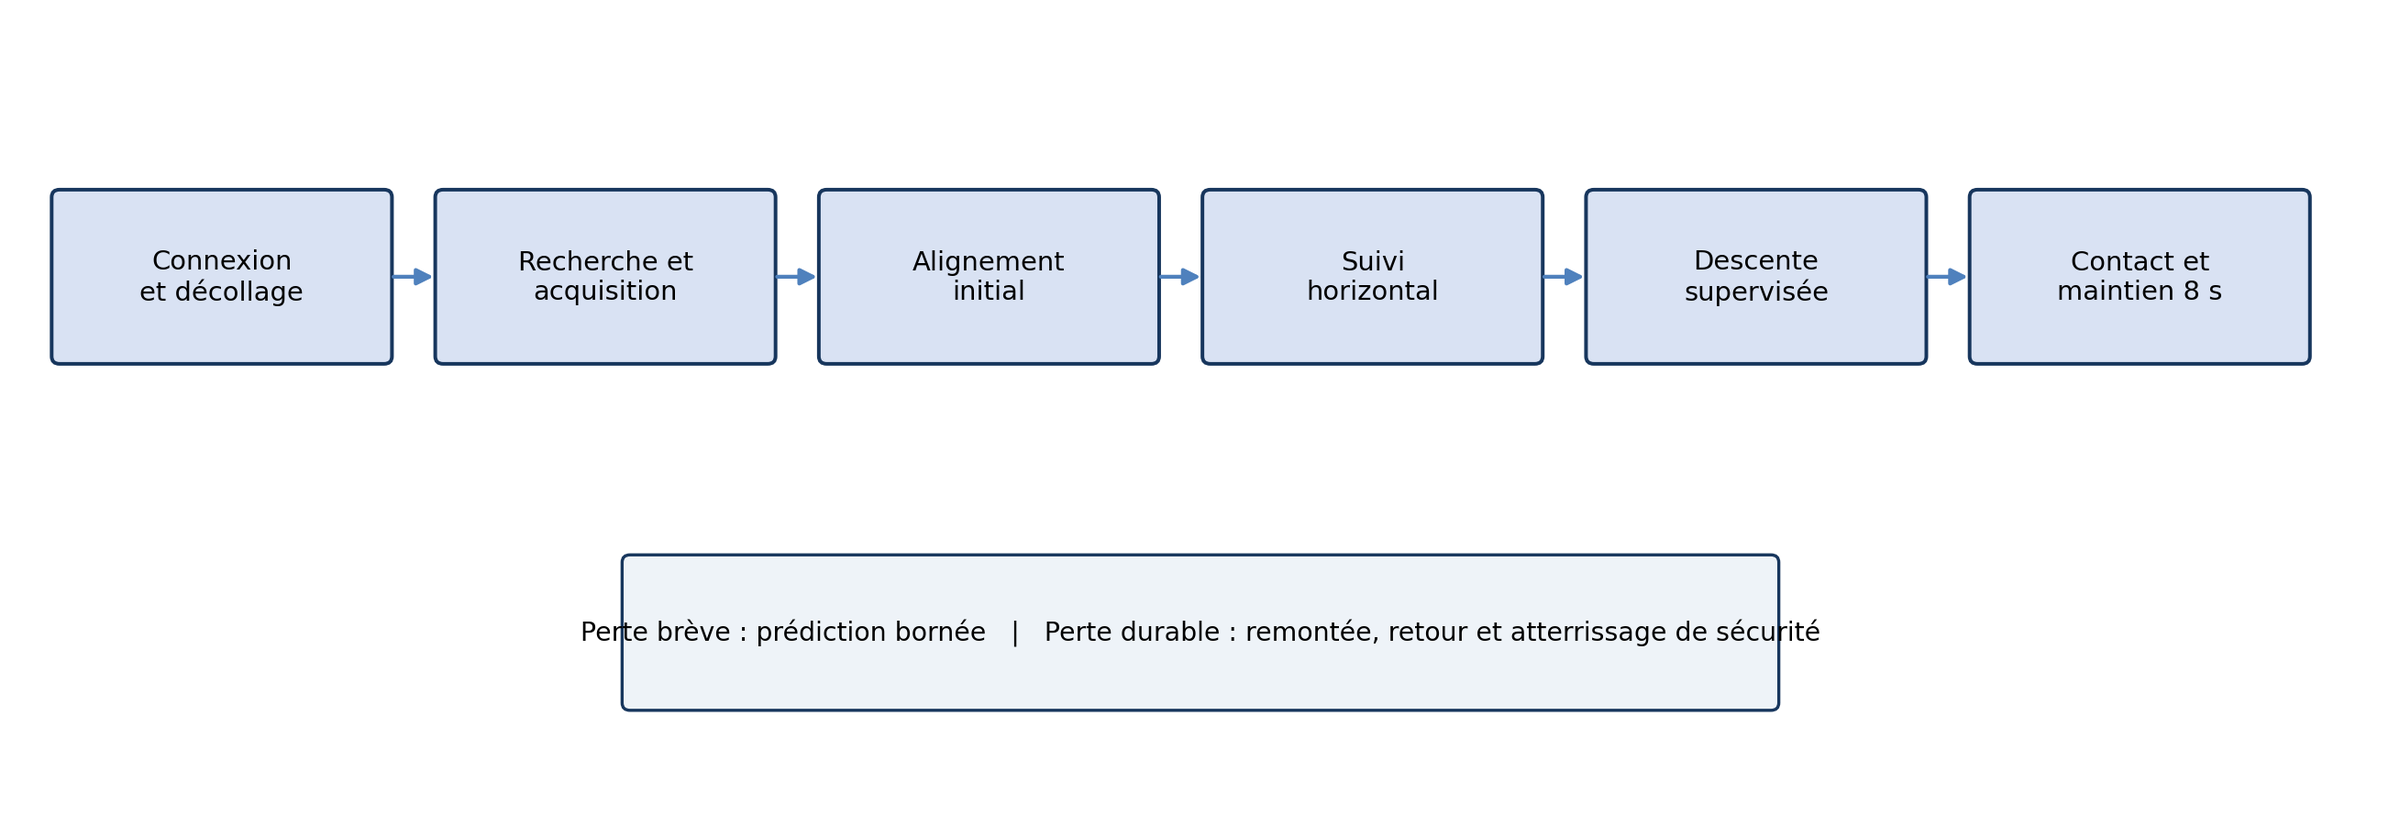 Connexion
et décollage
Recherche et
acquisition
Alignement
initial
Suivi
horizontal
Descente
supervisée
Contact et
maintien 8 s
Perte brève : prédiction bornée | Perte durable : remontée, retour et atterrissage de sécurité